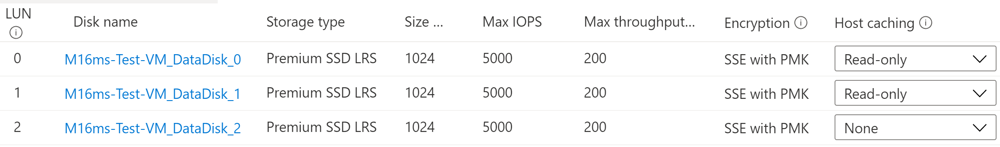 LUN Disk name Storage type Size ... Max IOPS Max throughput... Encryption Host caching
0 M16ms-Test-VM_DataDisk_0 Premium SSD LRS 1024 5000 200 SSE with PMK Read-only
1 M16ms-Test-VM_DataDisk_1 Premium SSD LRS 1024 5000 200 SSE with PMK Read-only
2 M16ms-Test-VM_DataDisk_2 Premium SSD LRS 1024 5000 200 SSE with PMK None